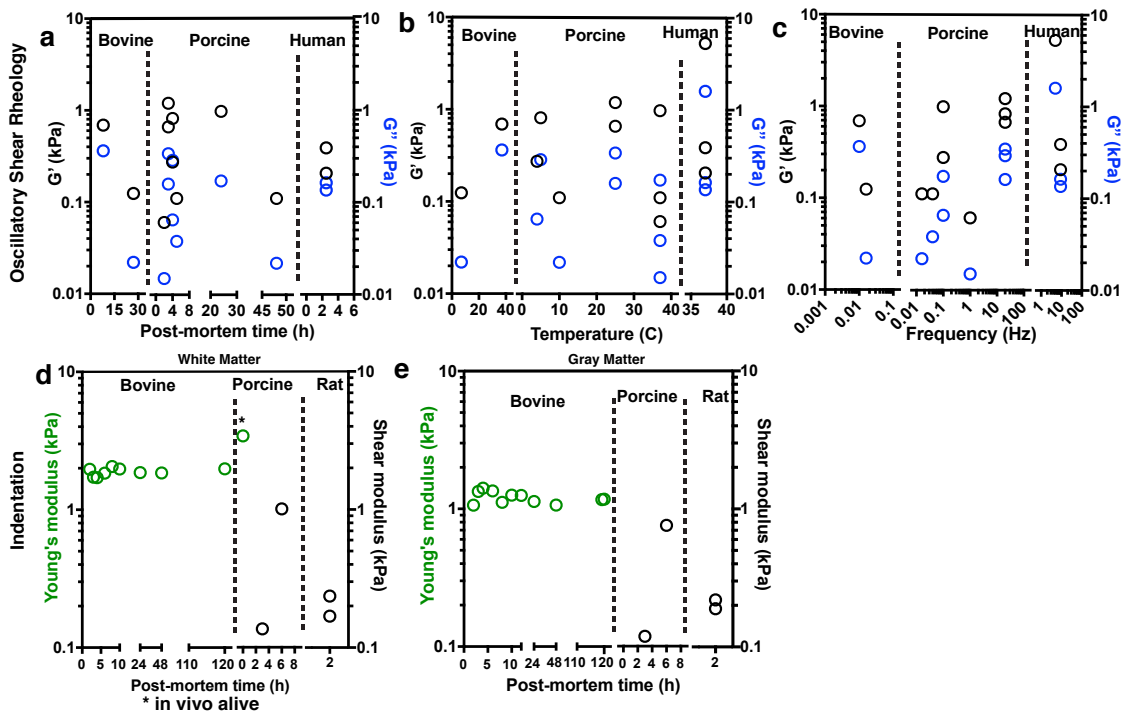 Oscillatory Shear Rheology
a
Bovine
Porcine
Human
10
1
0.1
0.01
G' (kPa)
10
1
0.1
0.01
G'' (kPa)
0 15 30 0 4 8 20 30 45 50 0 2 4 6
Post-mortem time (h)
b
Bovine
Porcine
Human
10
1
0.1
0.01
G' (kPa)
10
1
0.1
0.01
G'' (kPa)
0 20 40 0 10 20 30 40 35 40
Temperature (C)
c
Bovine
Porcine
Human
10
1
0.1
0.01
G' (kPa)
10
1
0.1
0.01
G'' (kPa)
0.001 0.01 0.1 0.01 0.1 1 10 100 0.1 1 10 100
Frequency (Hz)
Indentation
White Matter
d
Bovine
Porcine
Rat
*
10
1
0.1
Young's modulus (kPa)
10
1
0.1
Shear modulus (kPa)
0 5 10 24 48 110 120 0 2 4 6 8 2
Post-mortem time (h)
* in vivo alive
Gray Matter
e
Bovine
Porcine
Rat
10
1
0.1
Young's modulus (kPa)
10
1
0.1
Shear modulus (kPa)
0 5 10 24 48 110 120 0 2 4 6 8 2
Post-mortem time (h)